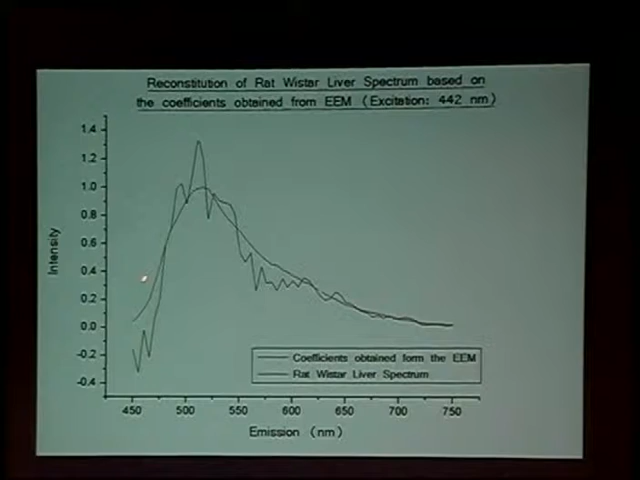 Reconstitution of Rat Wistar Liver Spectrum based on
the coefficients obtained from EEM (Excitation: 442 nm)
1.4
1.2
1.0
0.8
0.6
0.4
0.2
0.0
-0.2
-0.4
Intensity
Coefficients obtained form the EEM
Rat Wistar Liver Spectrum
450 500 550 600 650 700 750
Emission (nm)